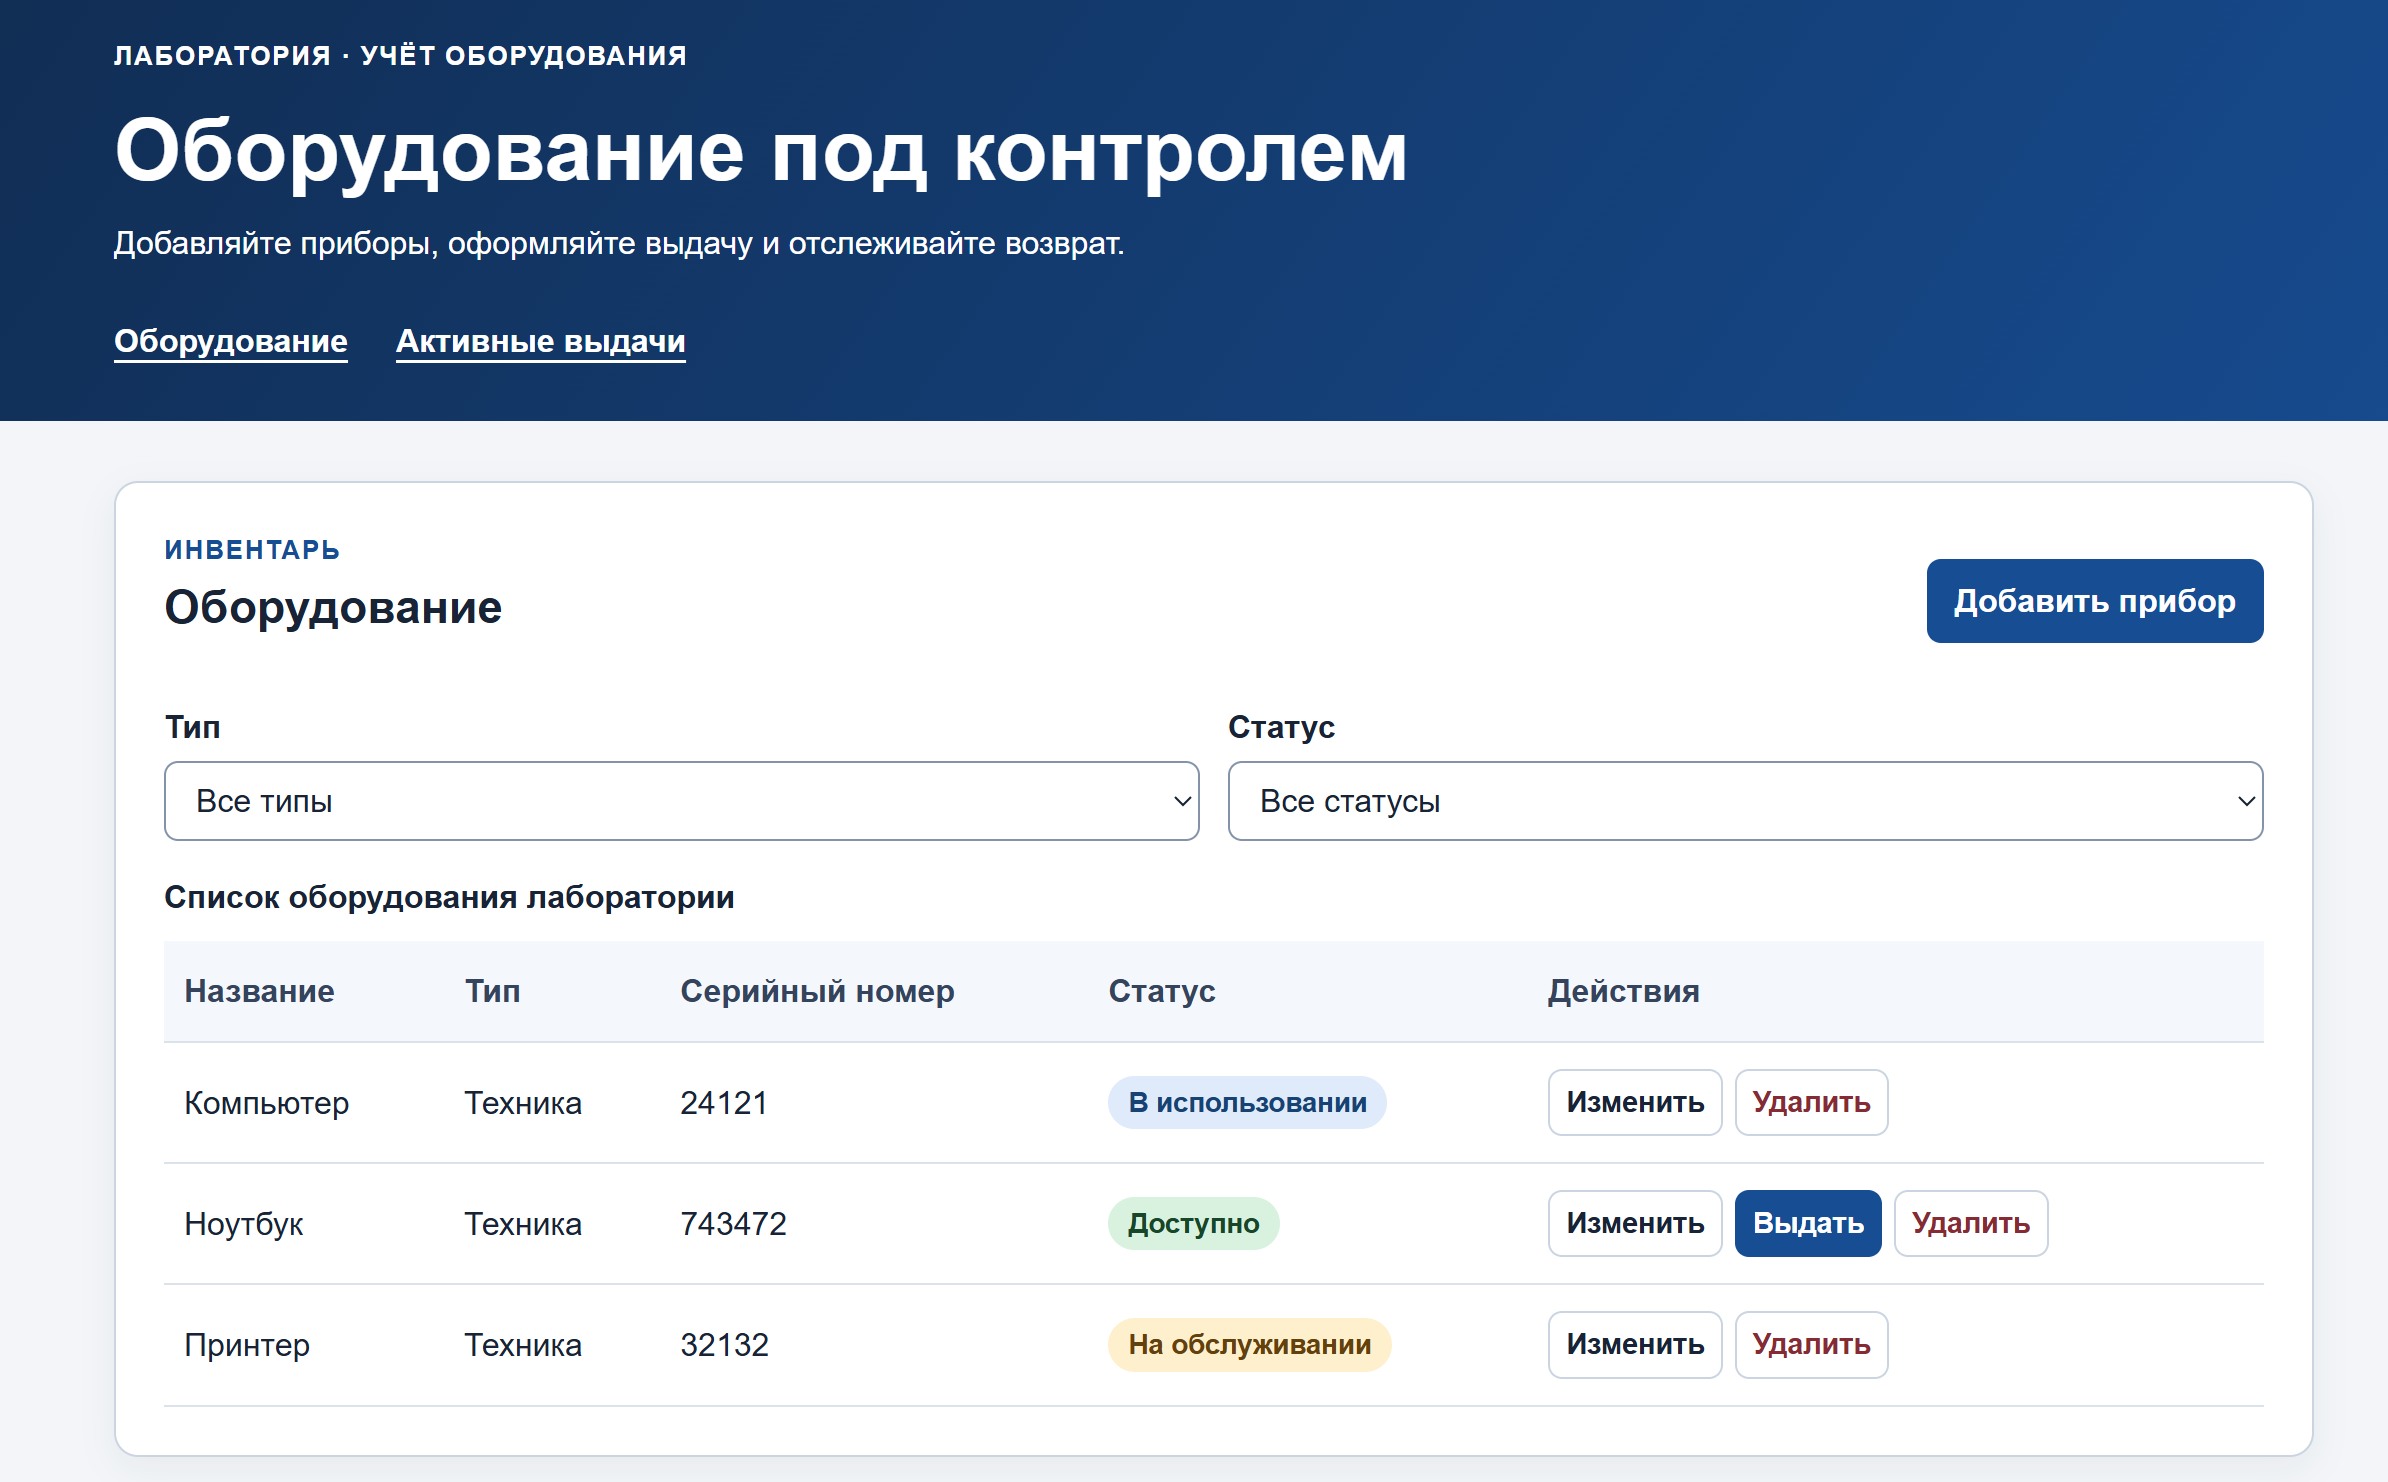 ЛАБОРАТОРИЯ · УЧЁТ ОБОРУДОВАНИЯ
Оборудование под контролем
Добавляйте приборы, оформляйте выдачу и отслеживайте возврат.
Оборудование Активные выдачи
ИНВЕНТАРЬ
Оборудование
Добавить прибор
Тип Статус
Все типы Все статусы
Список оборудования лаборатории
Название Тип Серийный номер Статус Действия
Компьютер Техника 24121 В использовании Изменить Удалить
Ноутбук Техника 743472 Доступно Изменить Выдать Удалить
Принтер Техника 32132 На обслуживании Изменить Удалить